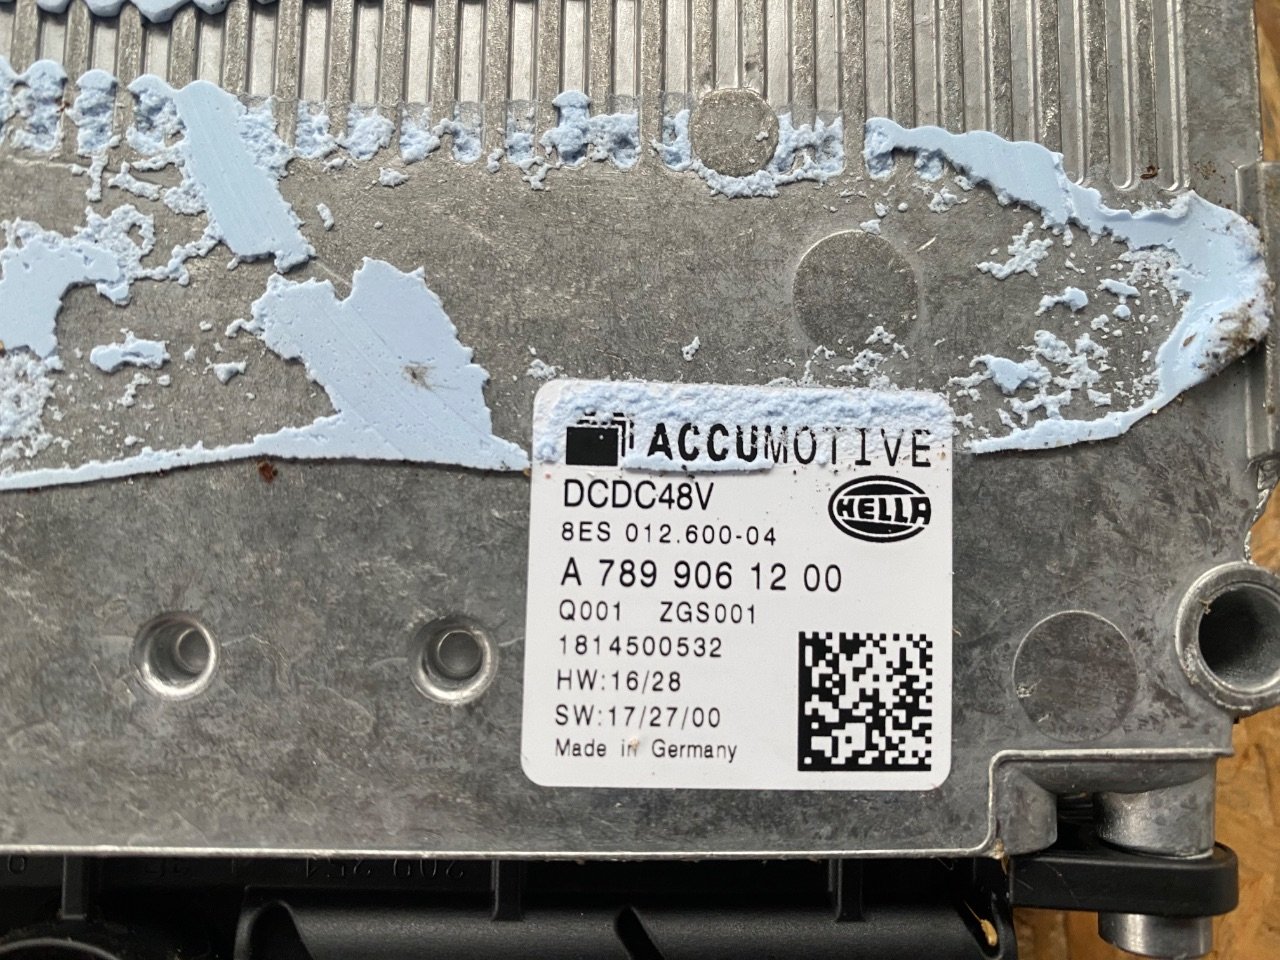 ACCUMOTIVE
DCDC48V
HELLA
8ES 012.600-04
A 789 906 12 00
Q001 ZGS001
1814500532
HW:16/28
SW:17/27/00
Made in Germany